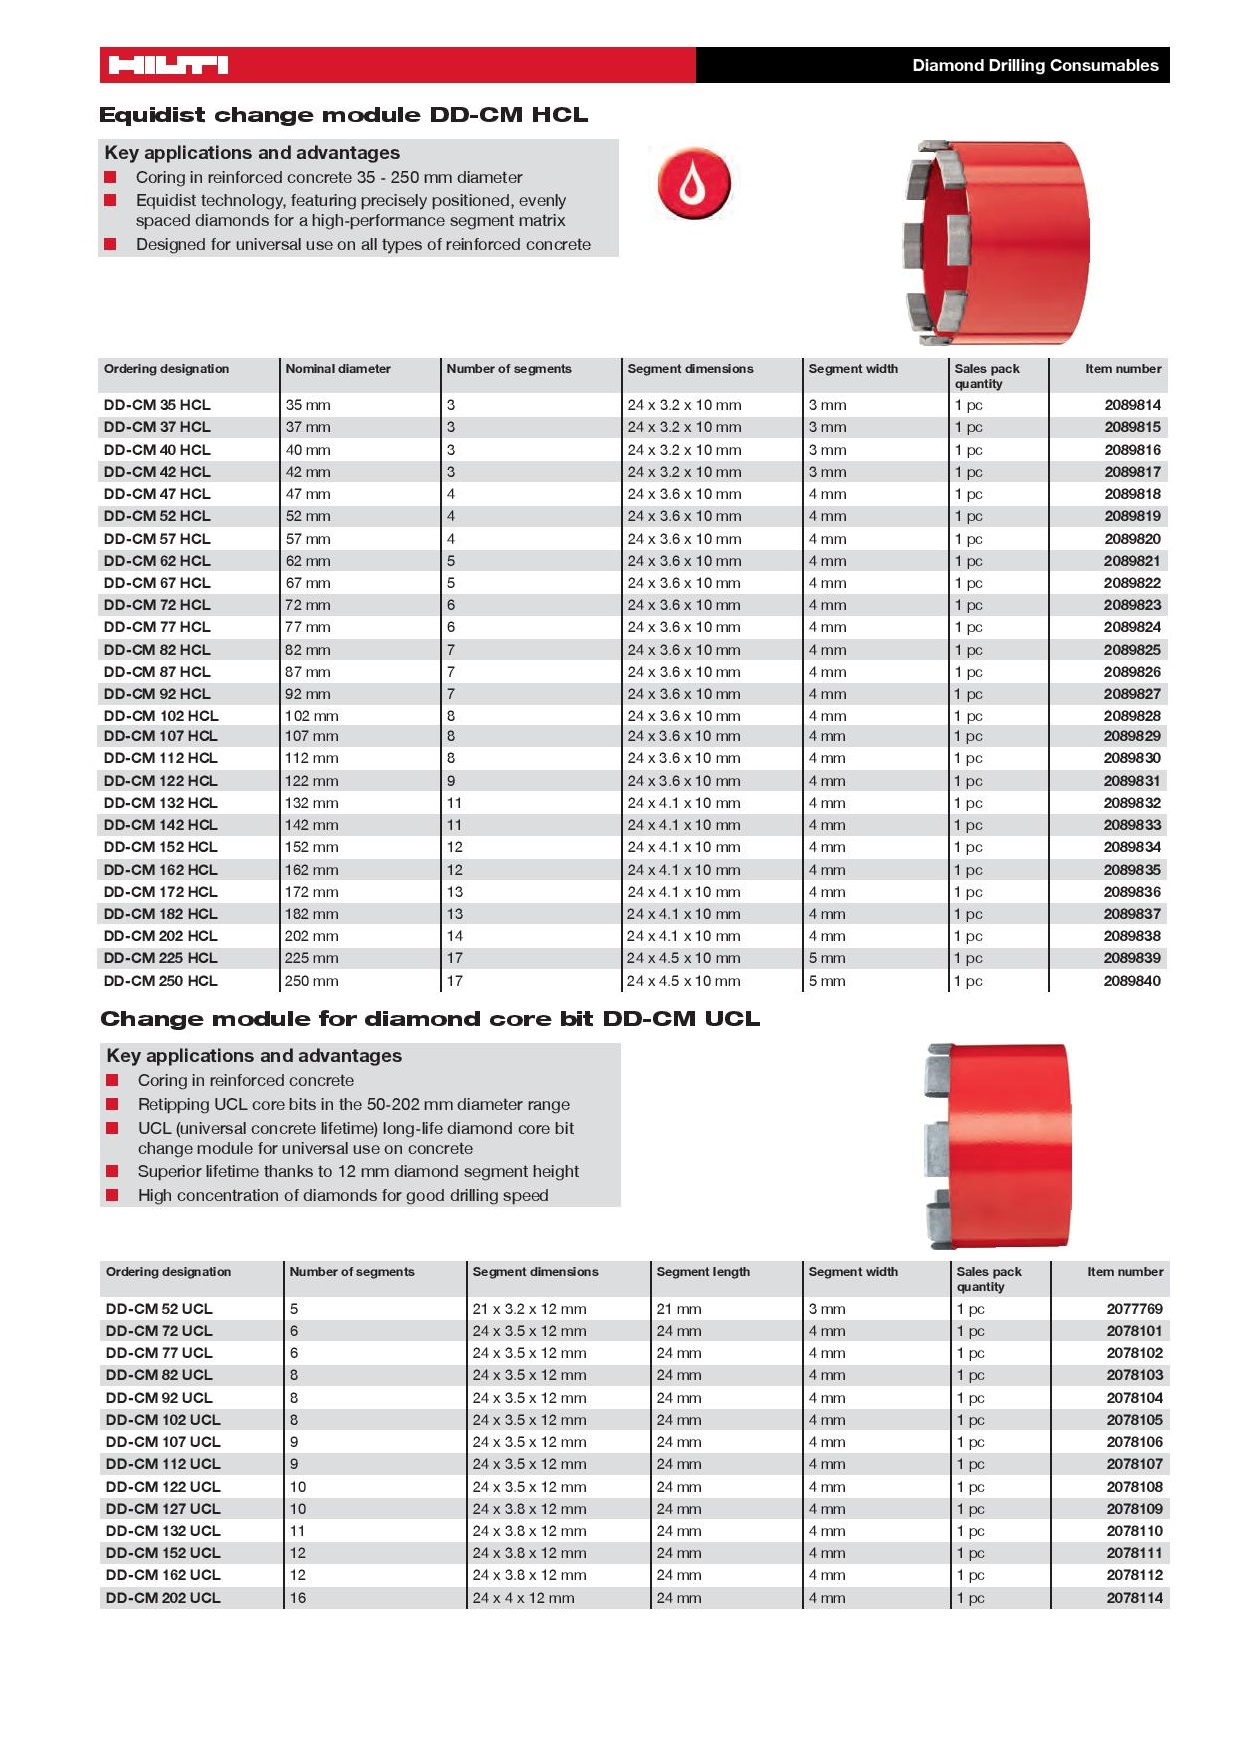 HILTI
Diamond Drilling Consumables
Equidist change module DD-CM HCL
Key applications and advantages
Coring in reinforced concrete 35 - 250 mm diameter
Equidist technology, featuring precisely positioned, evenly
spaced diamonds for a high-performance segment matrix
Designed for universal use on all types of reinforced concrete
Ordering designation Nominal diameter Number of segments Segment dimensions Segment width Sales pack quantity Item number
DD-CM 35 HCL 35 mm 3 24 x 3.2 x 10 mm 3 mm 1 pc 2089814
DD-CM 37 HCL 37 mm 3 24 x 3.2 x 10 mm 3 mm 1 pc 2089815
DD-CM 40 HCL 40 mm 3 24 x 3.2 x 10 mm 3 mm 1 pc 2089816
DD-CM 42 HCL 42 mm 3 24 x 3.2 x 10 mm 3 mm 1 pc 2089817
DD-CM 47 HCL 47 mm 4 24 x 3.6 x 10 mm 4 mm 1 pc 2089818
DD-CM 52 HCL 52 mm 4 24 x 3.6 x 10 mm 4 mm 1 pc 2089819
DD-CM 57 HCL 57 mm 4 24 x 3.6 x 10 mm 4 mm 1 pc 2089820
DD-CM 62 HCL 62 mm 5 24 x 3.6 x 10 mm 4 mm 1 pc 2089821
DD-CM 67 HCL 67 mm 5 24 x 3.6 x 10 mm 4 mm 1 pc 2089822
DD-CM 72 HCL 72 mm 6 24 x 3.6 x 10 mm 4 mm 1 pc 2089823
DD-CM 77 HCL 77 mm 6 24 x 3.6 x 10 mm 4 mm 1 pc 2089824
DD-CM 82 HCL 82 mm 7 24 x 3.6 x 10 mm 4 mm 1 pc 2089825
DD-CM 87 HCL 87 mm 7 24 x 3.6 x 10 mm 4 mm 1 pc 2089826
DD-CM 92 HCL 92 mm 7 24 x 3.6 x 10 mm 4 mm 1 pc 2089827
DD-CM 102 HCL 102 mm 8 24 x 3.6 x 10 mm 4 mm 1 pc 2089828
DD-CM 107 HCL 107 mm 8 24 x 3.6 x 10 mm 4 mm 1 pc 2089829
DD-CM 112 HCL 112 mm 8 24 x 3.6 x 10 mm 4 mm 1 pc 2089830
DD-CM 122 HCL 122 mm 9 24 x 3.6 x 10 mm 4 mm 1 pc 2089831
DD-CM 132 HCL 132 mm 11 24 x 4.1 x 10 mm 4 mm 1 pc 2089832
DD-CM 142 HCL 142 mm 11 24 x 4.1 x 10 mm 4 mm 1 pc 2089833
DD-CM 152 HCL 152 mm 12 24 x 4.1 x 10 mm 4 mm 1 pc 2089834
DD-CM 162 HCL 162 mm 12 24 x 4.1 x 10 mm 4 mm 1 pc 2089835
DD-CM 172 HCL 172 mm 13 24 x 4.1 x 10 mm 4 mm 1 pc 2089836
DD-CM 182 HCL 182 mm 13 24 x 4.1 x 10 mm 4 mm 1 pc 2089837
DD-CM 202 HCL 202 mm 14 24 x 4.1 x 10 mm 4 mm 1 pc 2089838
DD-CM 225 HCL 225 mm 17 24 x 4.5 x 10 mm 5 mm 1 pc 2089839
DD-CM 250 HCL 250 mm 17 24 x 4.5 x 10 mm 5 mm 1 pc 2089840
Change module for diamond core bit DD-CM UCL
Key applications and advantages
Coring in reinforced concrete
Retipping UCL core bits in the 50-202 mm diameter range
UCL (universal concrete lifetime) long-life diamond core bit
change module for universal use on concrete
Superior lifetime thanks to 12 mm diamond segment height
High concentration of diamonds for good drilling speed
Ordering designation Number of segments Segment dimensions Segment length Segment width Sales pack quantity Item number
DD-CM 52 UCL 5 21 x 3.2 x 12 mm 21 mm 3 mm 1 pc 2077769
DD-CM 72 UCL 6 24 x 3.5 x 12 mm 24 mm 4 mm 1 pc 2078101
DD-CM 77 UCL 6 24 x 3.5 x 12 mm 24 mm 4 mm 1 pc 2078102
DD-CM 82 UCL 8 24 x 3.5 x 12 mm 24 mm 4 mm 1 pc 2078103
DD-CM 92 UCL 8 24 x 3.5 x 12 mm 24 mm 4 mm 1 pc 2078104
DD-CM 102 UCL 8 24 x 3.5 x 12 mm 24 mm 4 mm 1 pc 2078105
DD-CM 107 UCL 9 24 x 3.5 x 12 mm 24 mm 4 mm 1 pc 2078106
DD-CM 112 UCL 9 24 x 3.5 x 12 mm 24 mm 4 mm 1 pc 2078107
DD-CM 122 UCL 10 24 x 3.5 x 12 mm 24 mm 4 mm 1 pc 2078108
DD-CM 127 UCL 10 24 x 3.8 x 12 mm 24 mm 4 mm 1 pc 2078109
DD-CM 132 UCL 11 24 x 3.8 x 12 mm 24 mm 4 mm 1 pc 2078110
DD-CM 152 UCL 12 24 x 3.8 x 12 mm 24 mm 4 mm 1 pc 2078111
DD-CM 162 UCL 12 24 x 3.8 x 12 mm 24 mm 4 mm 1 pc 2078112
DD-CM 202 UCL 16 24 x 4 x 12 mm 24 mm 4 mm 1 pc 2078114